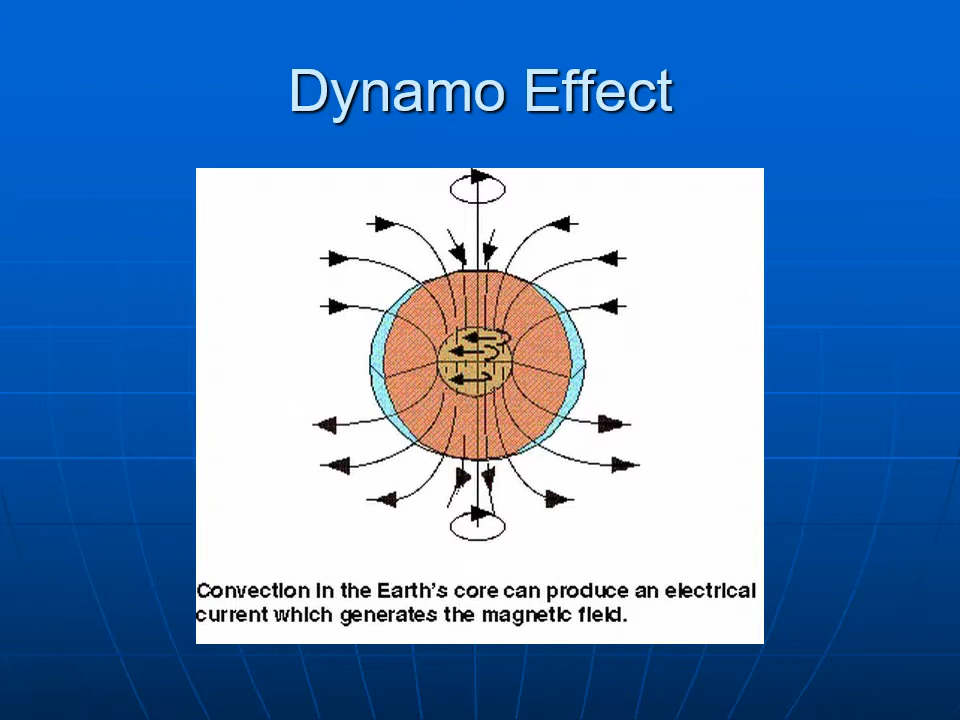 Dynamo Effect
Convection in the Earth's core can produce an electrical
current which generates the magnetic field.